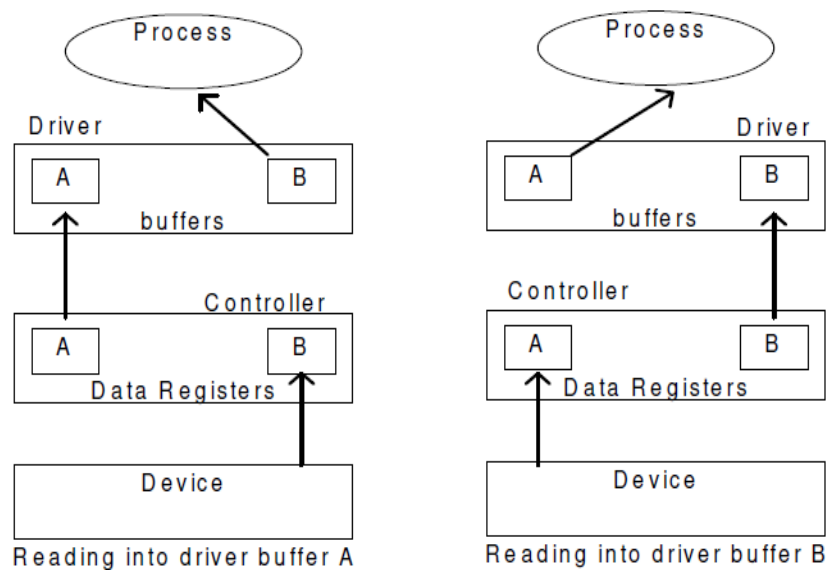 Process
Driver
A
B
buffers
Controller
A
B
Data Registers
Device
Reading into driver buffer A
Process
Driver
A
B
buffers
Controller
A
B
Data Registers
Device
Reading into driver buffer B